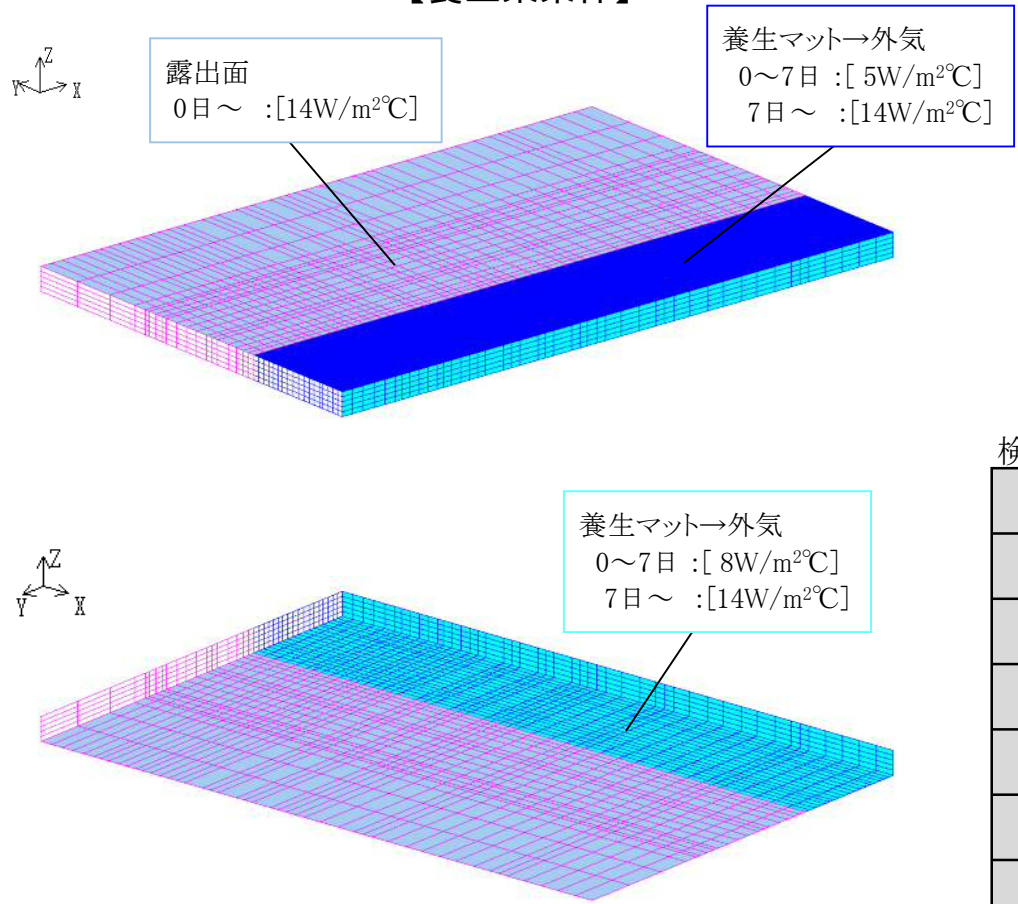 露出面
0日～ :[14W/m²℃]
養生マット→外気
0～7日 :[ 5W/m²℃]
7日～ :[14W/m²℃]
Z
Y
X
養生マット→外気
0～7日 :[ 8W/m²℃]
7日～ :[14W/m²℃]
Z
Y
X
検